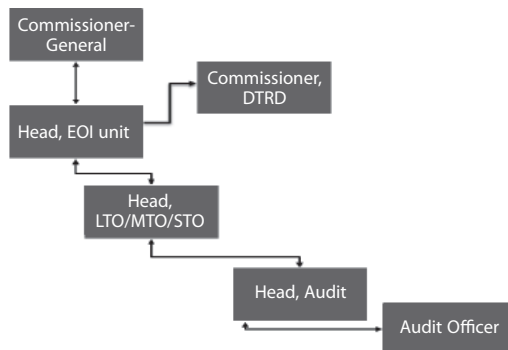 Commissioner-
General
Commissioner,
DTRD
Head, EOI unit
Head,
LTO/MTO/STO
Head, Audit
Audit Officer